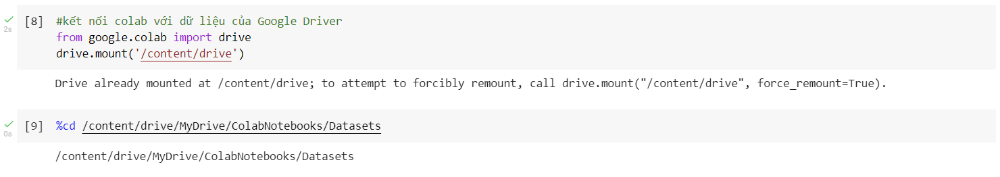 [8] #kết nối colab với dữ liệu của Google Driver
from google.colab import drive
2s
drive.mount('/content/drive')
Drive already mounted at /content/drive; to attempt to forcibly remount, call drive.mount("/content/drive", force_remount=True).
[9] %cd /content/drive/MyDrive/ColabNotebooks/Datasets
0s
/content/drive/MyDrive/ColabNotebooks/Datasets